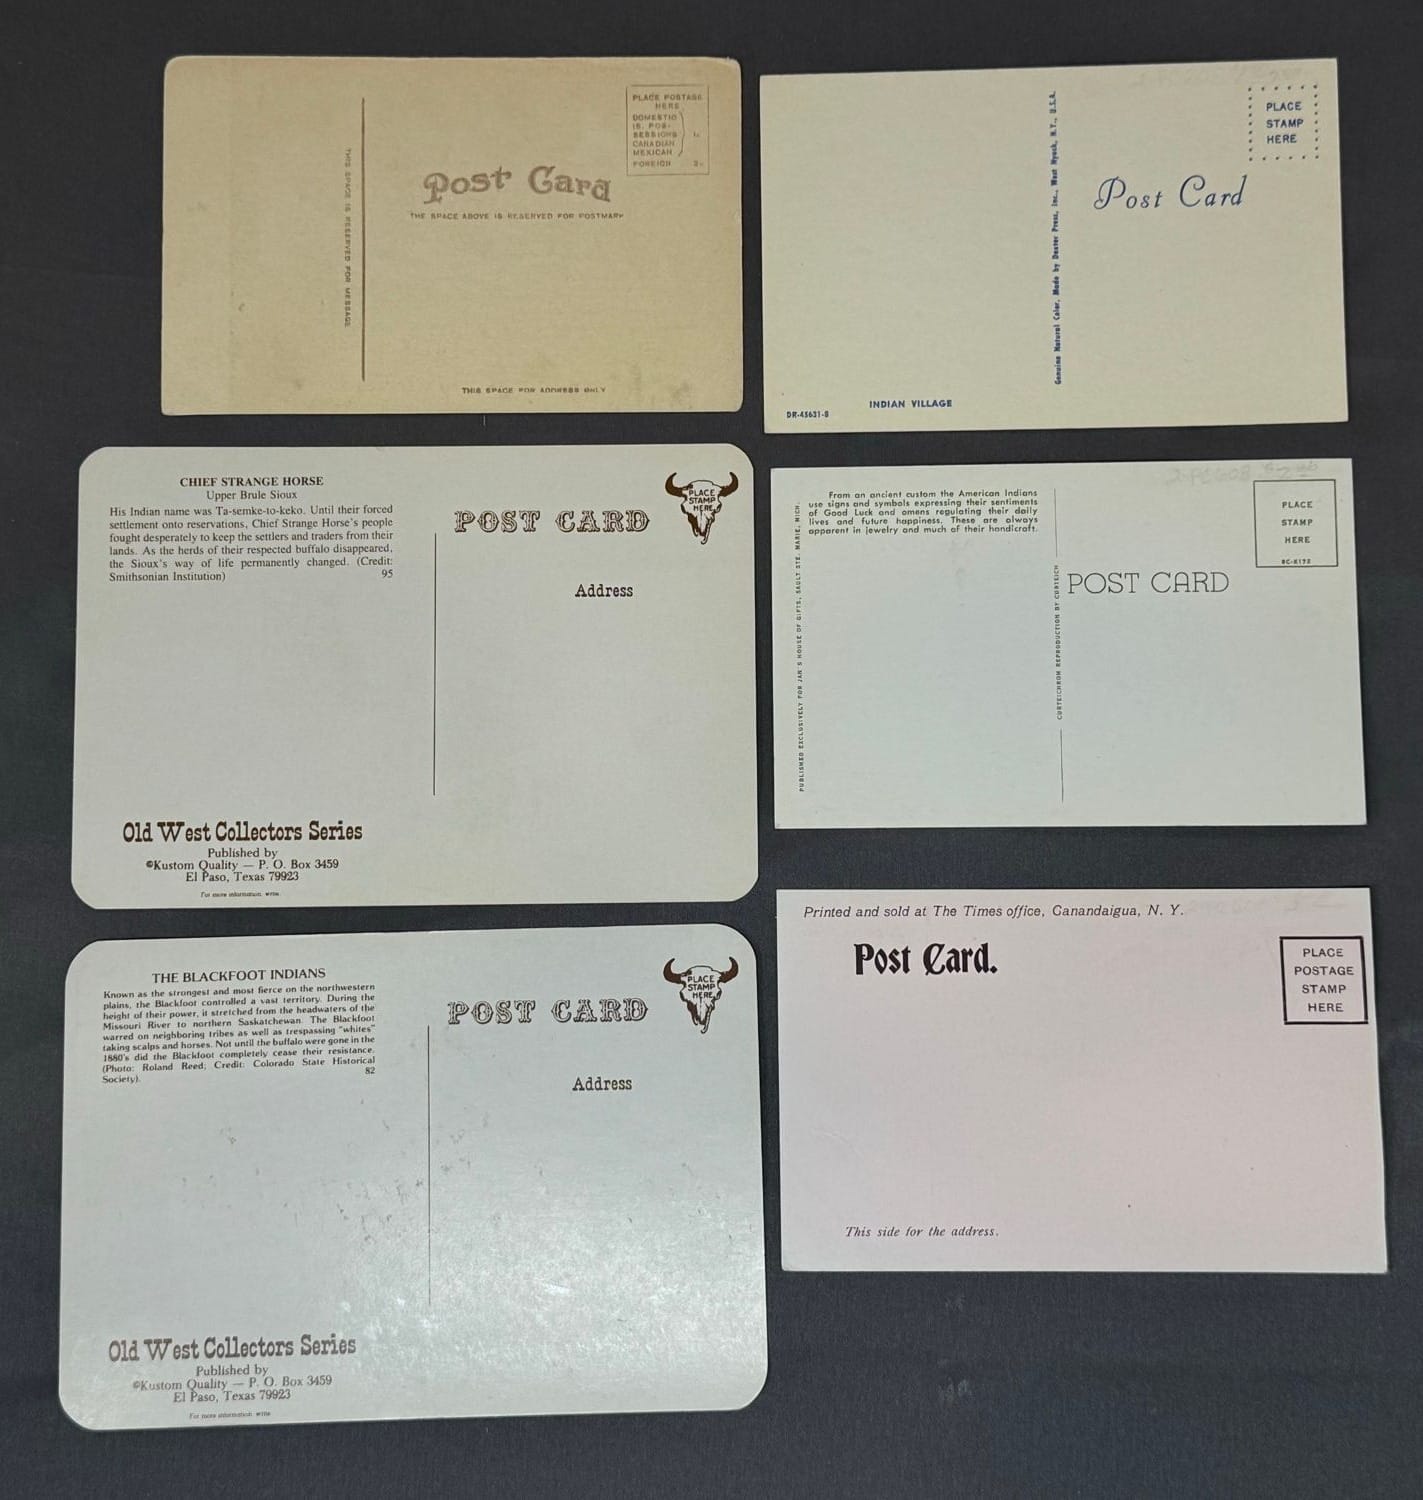 PLACE POSTAGE
HERE
DOMESTIC
IS. POS-
SESSIONS
CANADIAN
MEXICAN
FOREIGN
Post Card
THE SPACE ABOVE IS RESERVED FOR POSTMARK
THIS SPACE IS RESERVED FOR MESSAGE
THIS SPACE FOR ADDRESS ONLY
PLACE
STAMP
HERE
Post Card
Genuine Natural Color, Made by Dexter Press, Inc., West Nyack, N.Y., U.S.A.
INDIAN VILLAGE
DR-43631-B
CHIEF STRANGE HORSE
Upper Brule Sioux
His Indian name was Ta-semke-to-keko. Until their forced
settlement onto reservations, Chief Strange Horse's people
fought desperately to keep the settlers and traders from their
lands. As the herds of their respected buffalo disappeared,
the Sioux's way of life permanently changed. (Credit:
Smithsonian Institution) 95
PLACE
STAMP
HERE
POST CARD
Address
Old West Collectors Series
Published by
©Kustom Quality — P. O. Box 3459
El Paso, Texas 79923
For more information write
From an ancient custom the American Indians
use signs and symbols expressing their sentiments
of Good Luck and omens regulating their daily
lives and future happiness. These are always
apparent in jewelry and much of their handicraft.
PUBLISHED EXCLUSIVELY FOR JAN'S HOUSE OF GIFTS, SAULT STE. MARIE, MICH.
CURTEICHROM REPRODUCTION BY CURTEICH
POST CARD
PLACE
STAMP
HERE
THE BLACKFOOT INDIANS
Known as the strongest and most fierce on the northwestern
plains, the Blackfoot controlled a vast territory. During the
height of their power, it stretched from the headwaters of the
Missouri River to northern Saskatchewan. The Blackfoot
warred on neighboring tribes as well as trespassing "whites"
taking scalps and horses. Not until the buffalo were gone in the
1880's did the Blackfoot completely cease their resistance.
(Photo: Roland Reed; Credit: Colorado State Historical
Society). 82
PLACE
STAMP
HERE
POST CARD
Address
Old West Collectors Series
Published by
©Kustom Quality — P. O. Box 3459
El Paso, Texas 79923
For more information write
Printed and sold at The Times office, Canandaigua, N. Y.
Post Card.
PLACE
POSTAGE
STAMP
HERE
This side for the address.